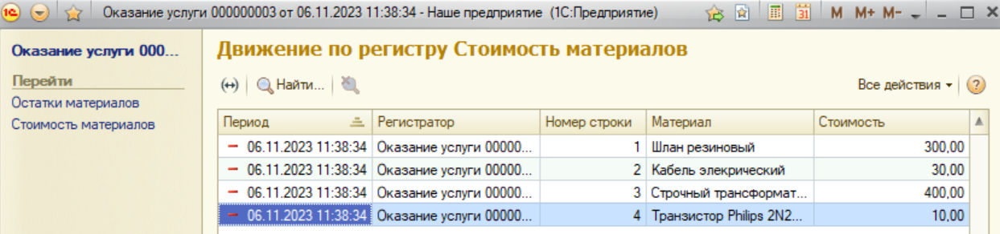 1С Оказание услуги 000000003 от 06.11.2023 11:38:34 - Наше предприятие (1С:Предприятие) 31 M M+ M-
Оказание услуги 000...
Перейти
Остатки материалов
Стоимость материалов
Движение по регистру Стоимость материалов
Найти... Все действия ?
Период Регистратор Номер строки Материал Стоимость
06.11.2023 11:38:34 Оказание услуги 00000... 1 Шлан резиновый 300,00
06.11.2023 11:38:34 Оказание услуги 00000... 2 Кабель элекрический 30,00
06.11.2023 11:38:34 Оказание услуги 00000... 3 Строчный трансформат... 400,00
06.11.2023 11:38:34 Оказание услуги 00000... 4 Транзистор Philips 2N2... 10,00